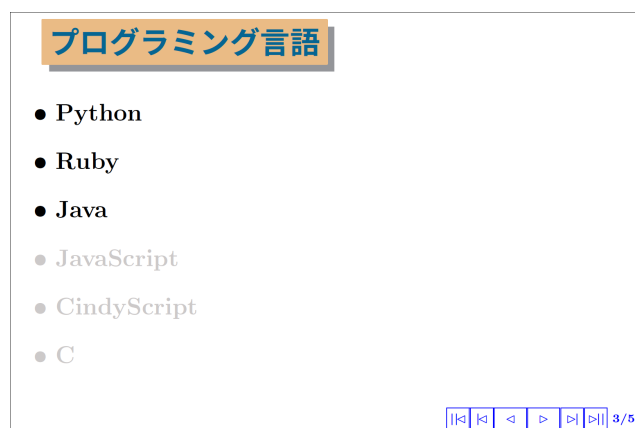 プログラミング言語
• Python
• Ruby
• Java
• JavaScript
• CindyScript
• C
3/5